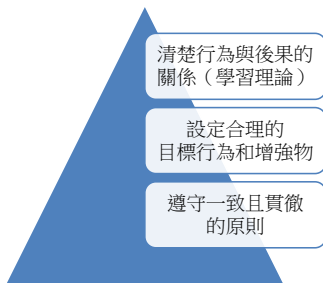 清楚行為與後果的
關係（學習理論）
設定合理的
目標行為和增強物
遵守一致且貫徹
的原則